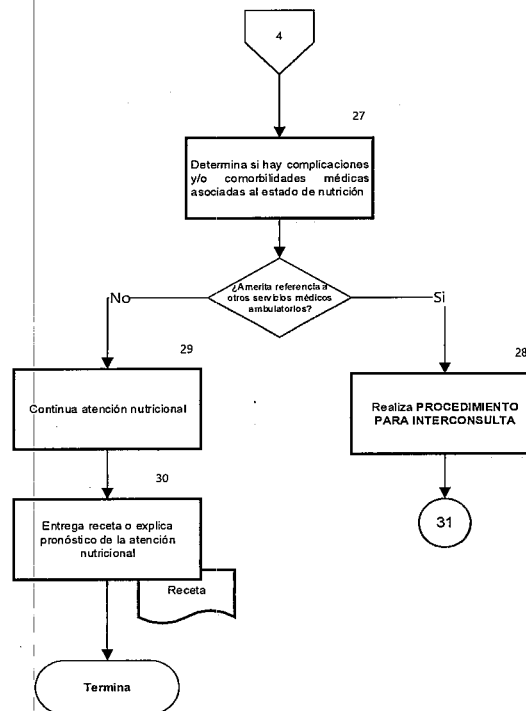 4
27
Determina si hay complicaciones
y/o comorbilidades médicas
asociadas al estado de nutrición
¿Amerita referencia a
otros servicios médicos
ambulatorios?
No
Si
29
28
Continua atención nutricional
Realiza PROCEDIMIENTO
PARA INTERCONSULTA
30
31
Entrega receta o explica
pronóstico de la atención
nutricional
Receta
Termina